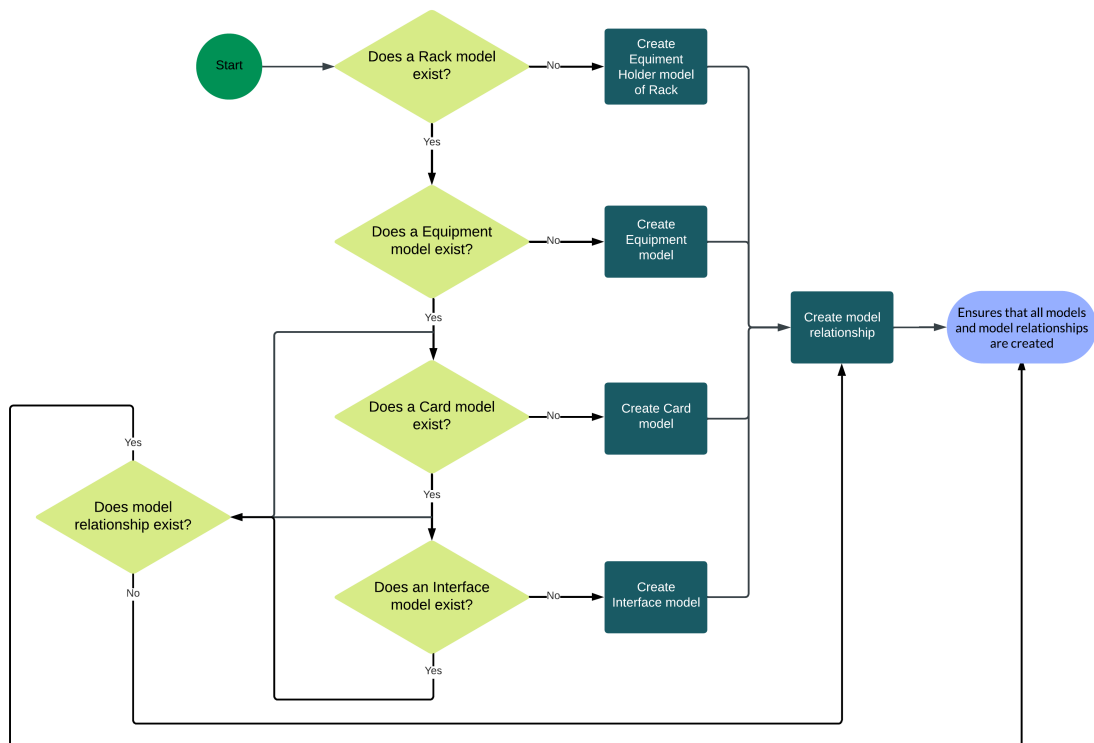 Start
Does a Rack model
exist?
No
Create
Equiment
Holder model
of Rack
Yes
Does a Equipment
model exist?
No
Create
Equipment
model
Yes
Create model
relationship
Ensures that all models
and model relationships
are created
Does a Card model
exist?
No
Create Card
model
Yes
Yes
Does model
relationship exist?
No
Does an Interface
model exist?
No
Create
Interface model
Yes